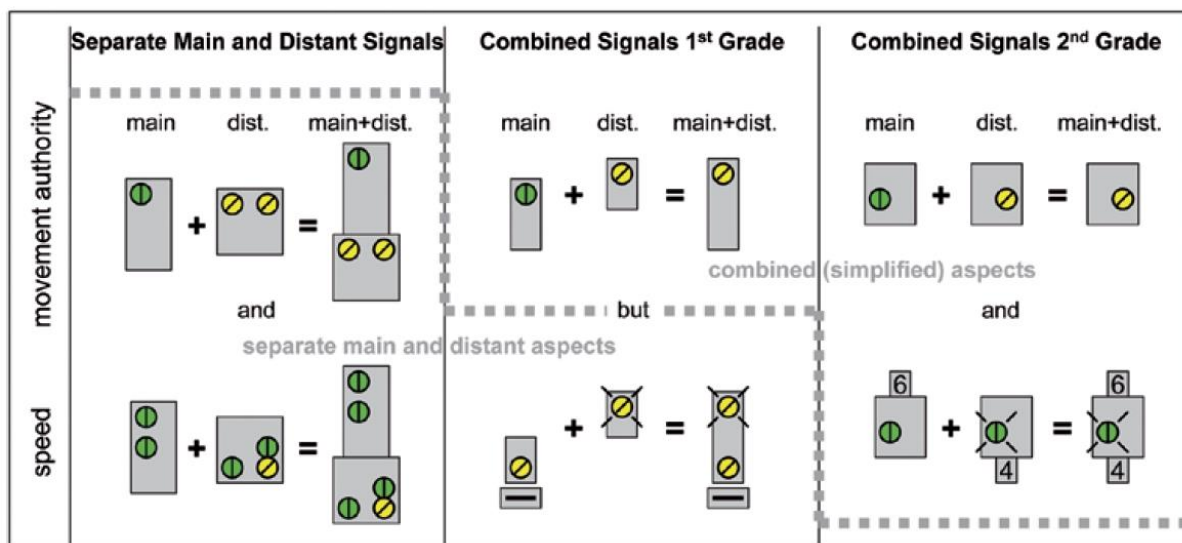 Separate Main and Distant Signals
Combined Signals 1st Grade
Combined Signals 2nd Grade
movement authority
main dist. main+dist.
+ =
main dist. main+dist.
+ =
main dist. main+dist.
+ =
combined (simplified) aspects
and
but
and
separate main and distant aspects
speed
+ =
+ =
6 6
+ =
4 4